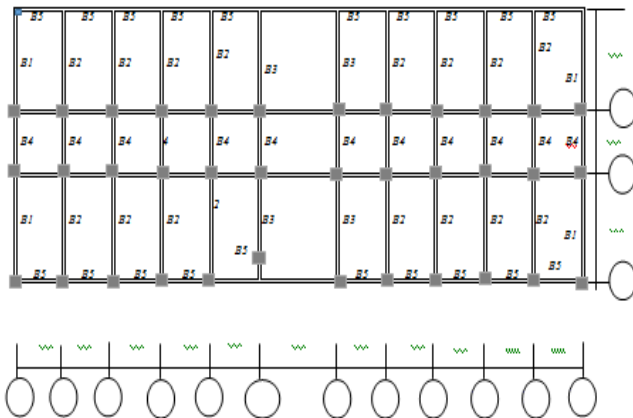 B5 B5 B5 B5 B5 B5 B5 B5 B5 B5
B1 B2 B2 B2 B2 B3 B3 B2 B2 B2 B2 B1
B4 B4 B4 4 B4 B4 B4 B4 B4 B4 B4 B4
B1 B2 B2 B2 2 B3 B3 B2 B2 B2 B2 B1
B5 B5
B5 B5 B5 B5 B5 B5 B5 B5